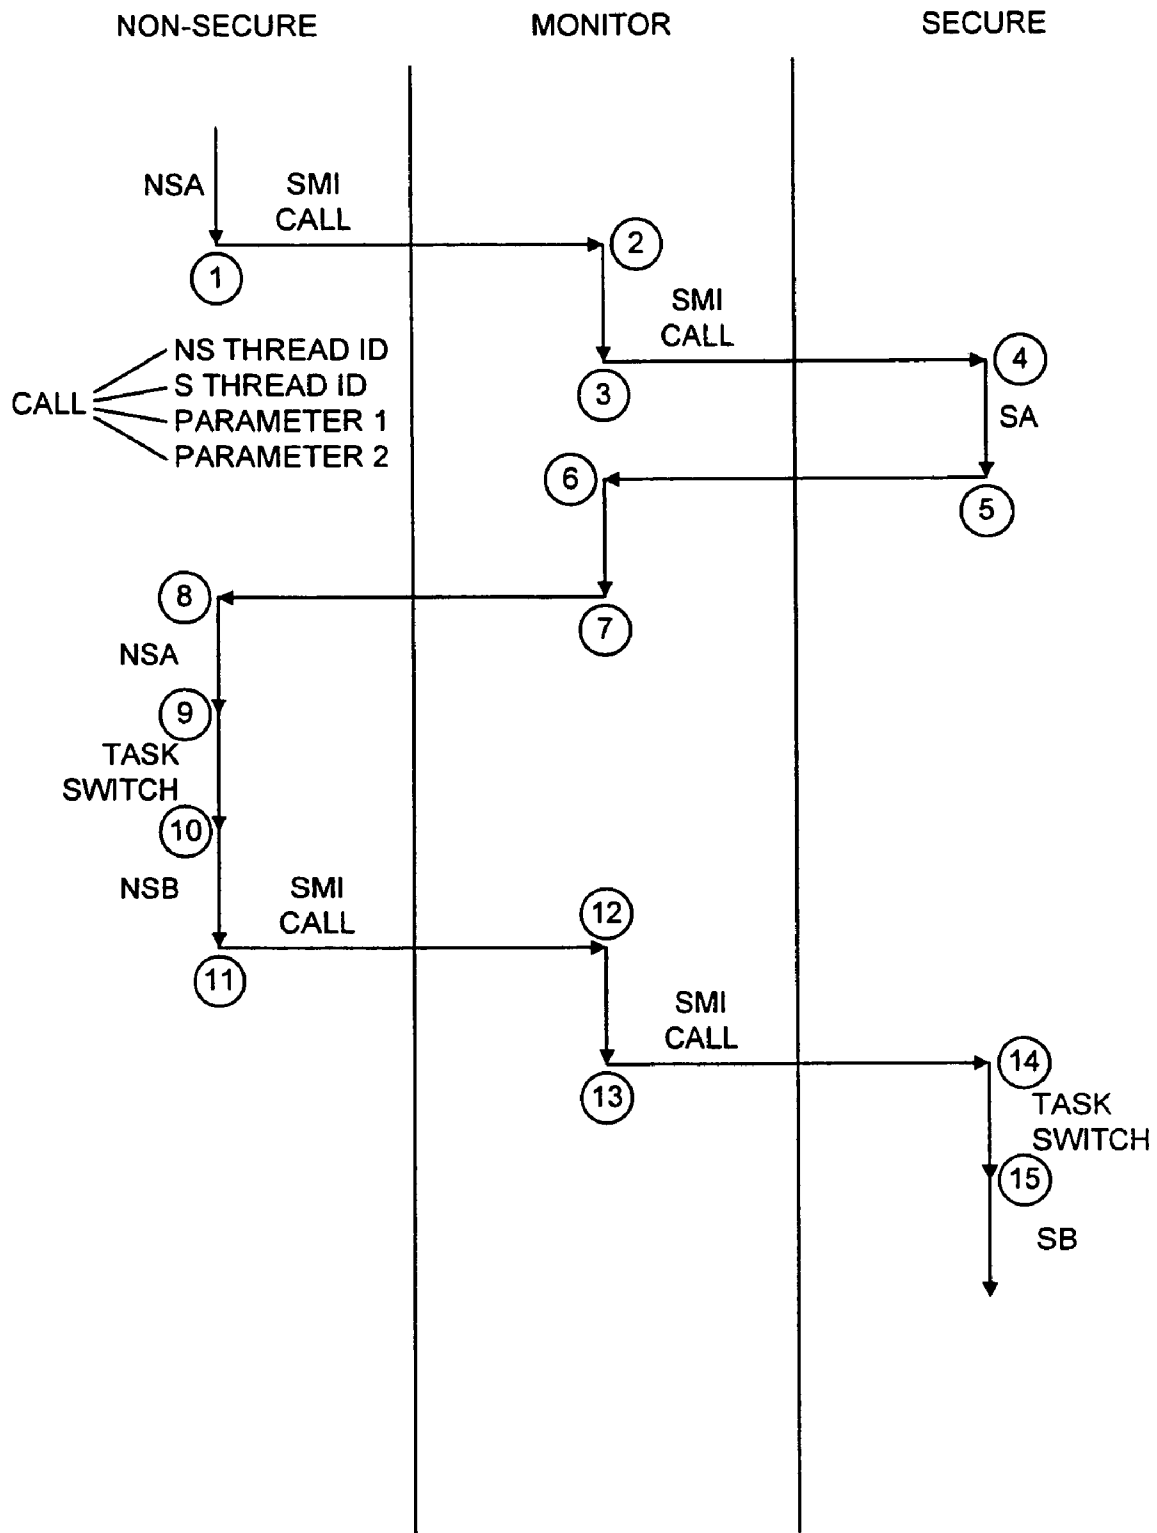 NON-SECURE
MONITOR
SECURE
NSA
SMI
CALL
1
2
SMI
CALL
3
4
SA
CALL
NS THREAD ID
S THREAD ID
PARAMETER 1
PARAMETER 2
5
6
7
8
NSA
9
TASK
SWITCH
10
NSB
SMI
CALL
11
12
SMI
CALL
13
14
TASK
SWITCH
15
SB